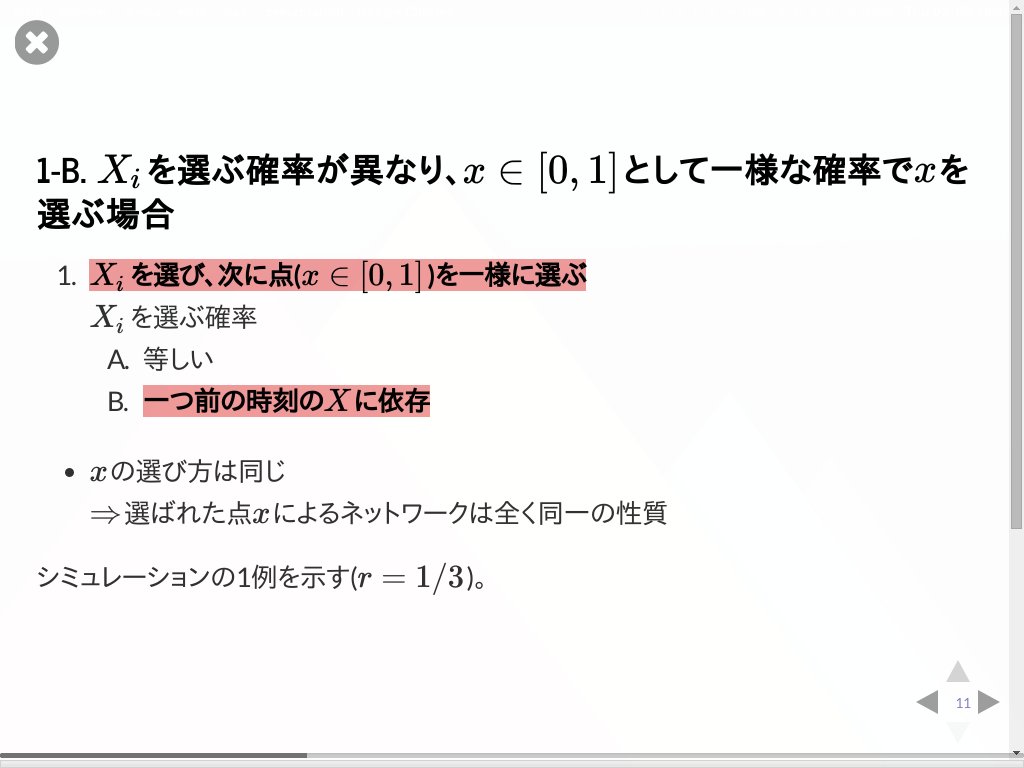 1-B. $X_i$を選ぶ確率が異なり、$x \in [0, 1]$として一様な確率で$x$を
選ぶ場合
1. $X_i$ を選び、次に点($x \in [0, 1]$)を一様に選ぶ
$X_i$ を選ぶ確率
A. 等しい
B. 一つ前の時刻の$X$に依存
• $x$の選び方は同じ
⇒選ばれた点$x$によるネットワークは全く同一の性質
シミュレーションの1例を示す($r = 1/3$)。
11